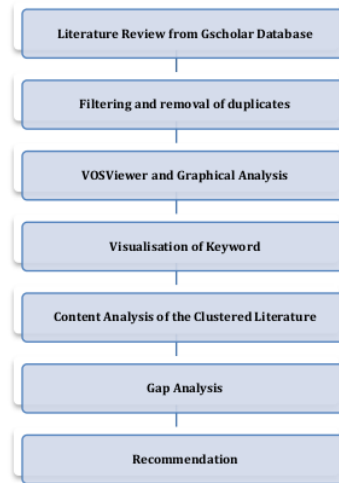 Literature Review from Gscholar Database
Filtering and removal of duplicates
VOSViewer and Graphical Analysis
Visualisation of Keyword
Content Analysis of the Clustered Literature
Gap Analysis
Recommendation